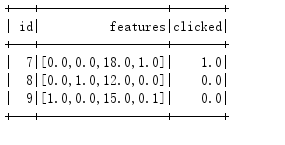 +---+------------------+-------+
| id|          features|clicked|
+---+------------------+-------+
|  7|[0.0,0.0,18.0,1.0]|    1.0|
|  8|[0.0,1.0,12.0,0.0]|    0.0|
|  9|[1.0,0.0,15.0,0.1]|    0.0|
+---+------------------+-------+